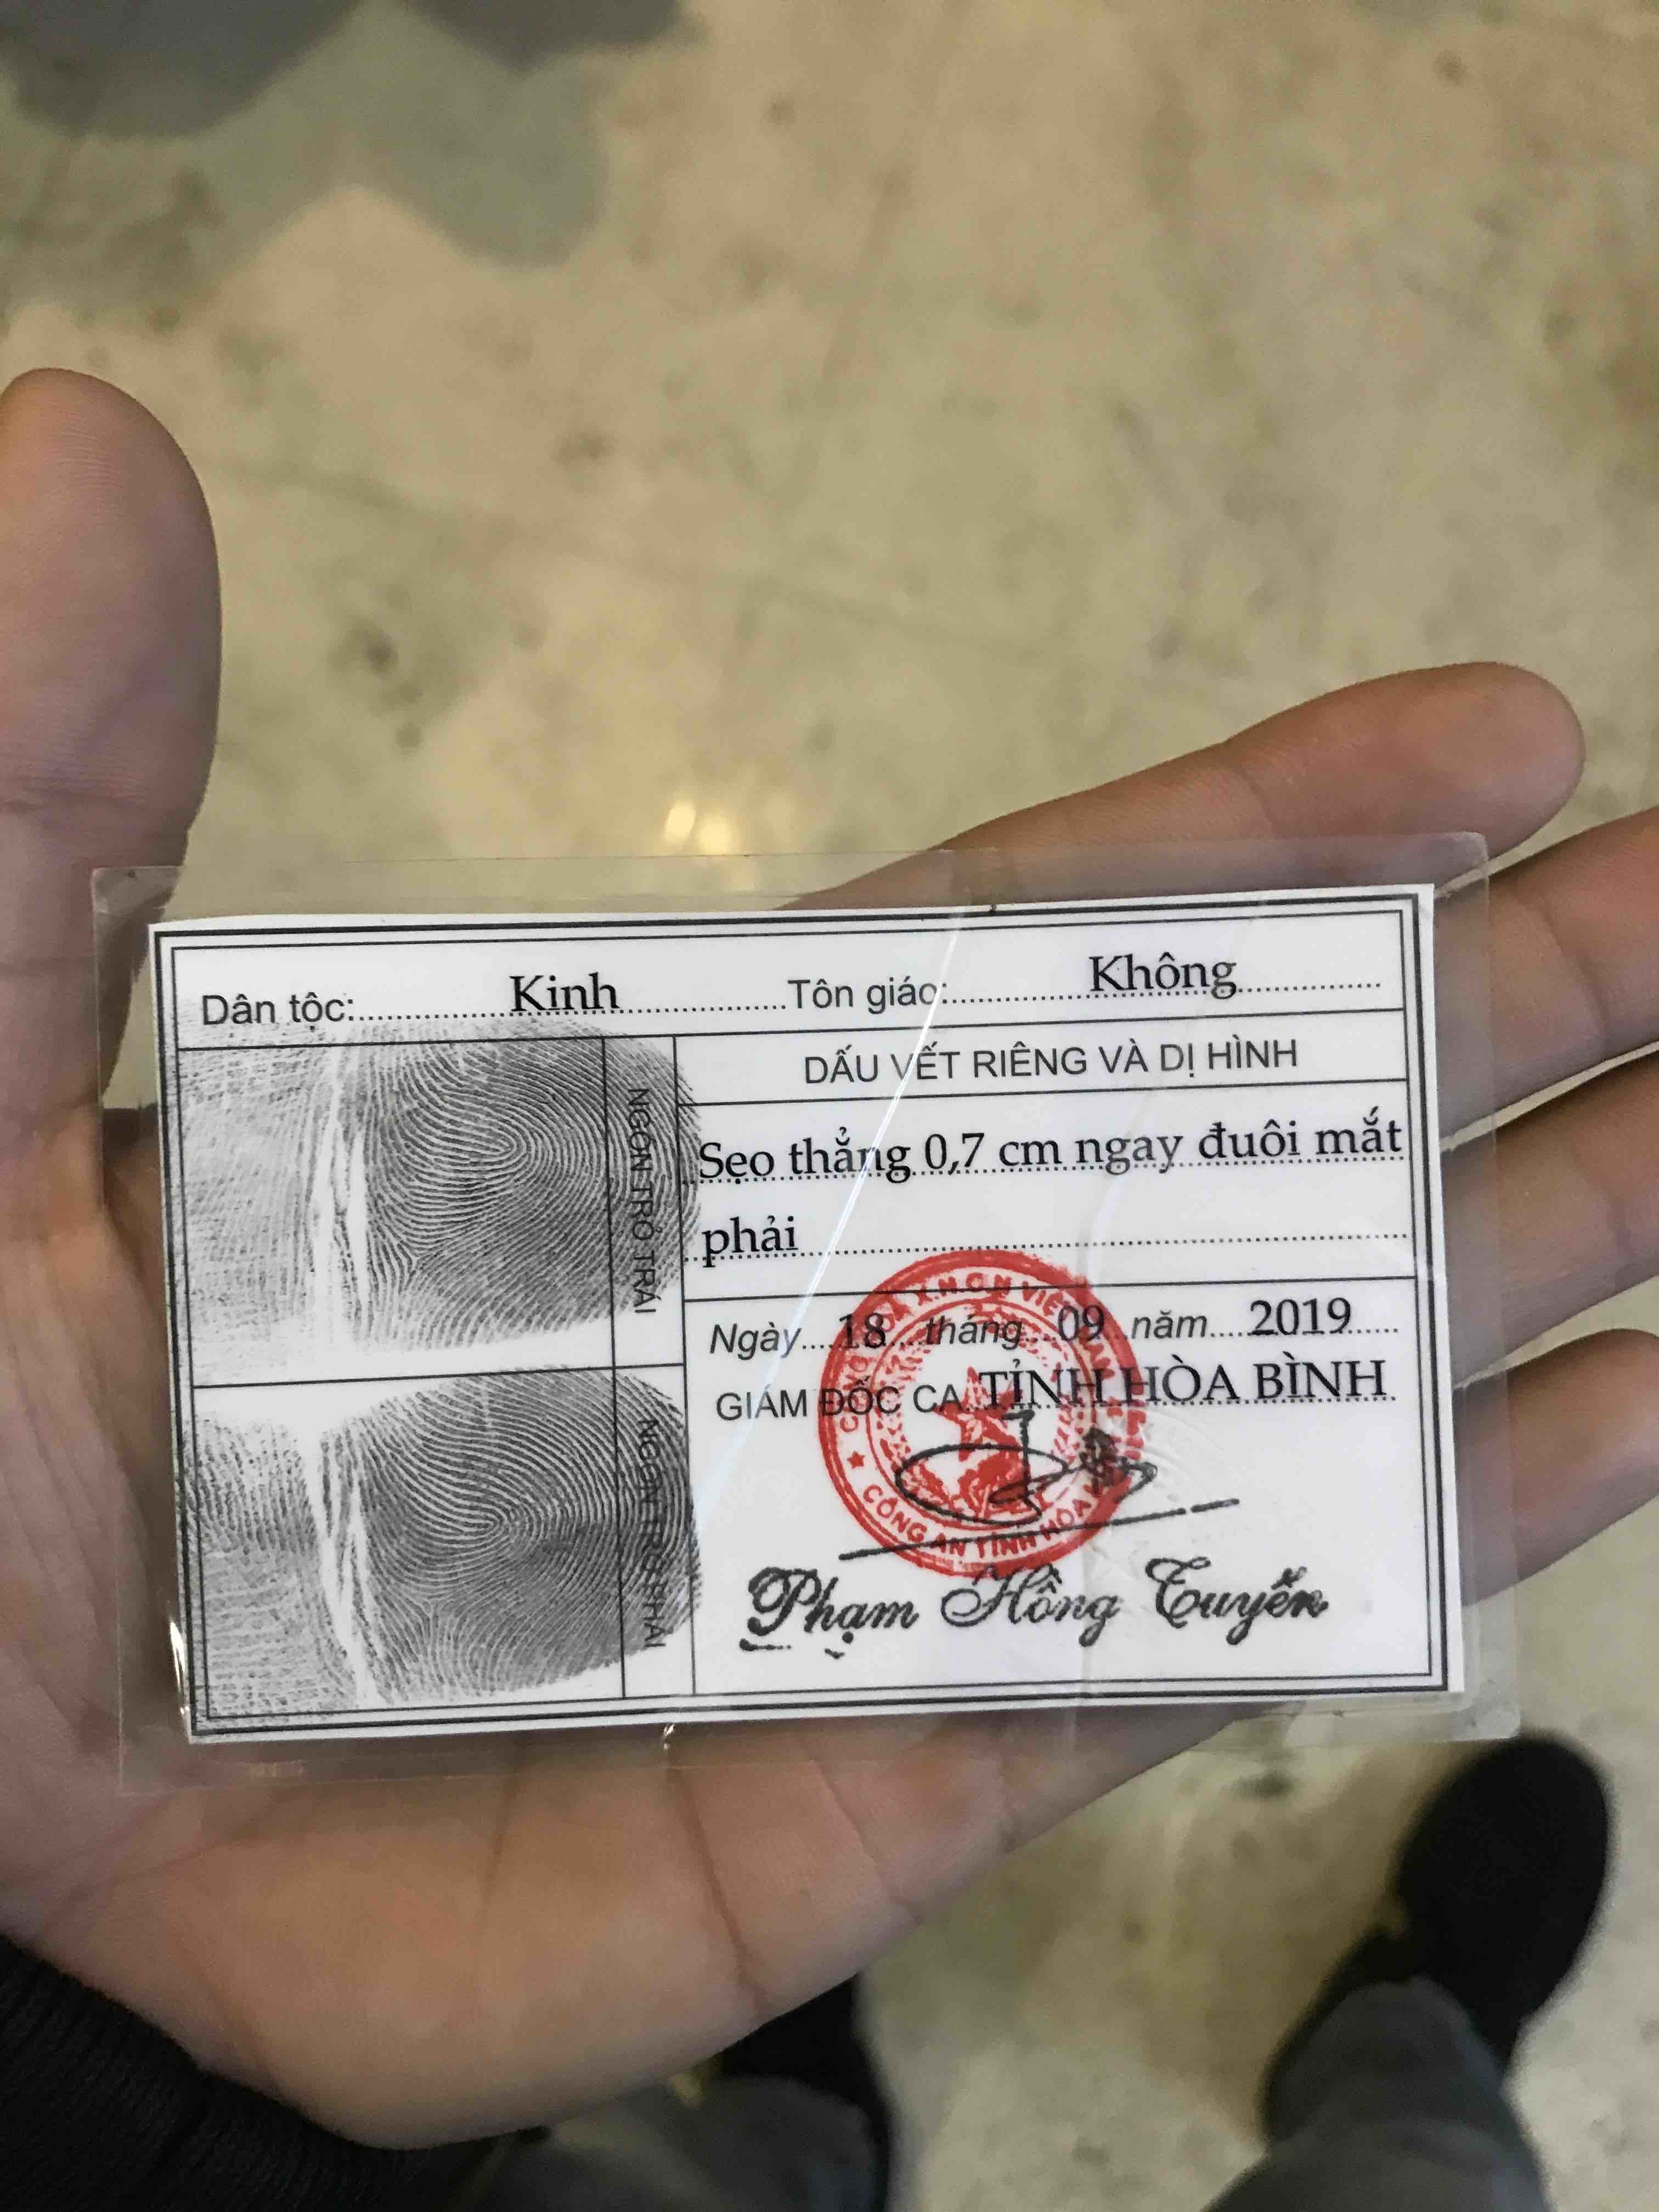 Dân tộc: Kinh Tôn giáo: Không
NGÓN TRỎ TRÁI
DẤU VẾT RIÊNG VÀ DỊ HÌNH
Sẹo thẳng 0,7 cm ngay đuôi mắt
phải
Ngày 18 tháng 09 năm 2019
GIÁM ĐỐC CA TỈNH HÒA BÌNH
CÔNG AN TỈNH HÒA
NGÓN TRỎ PHẢI
Phạm Hồng Tuyến